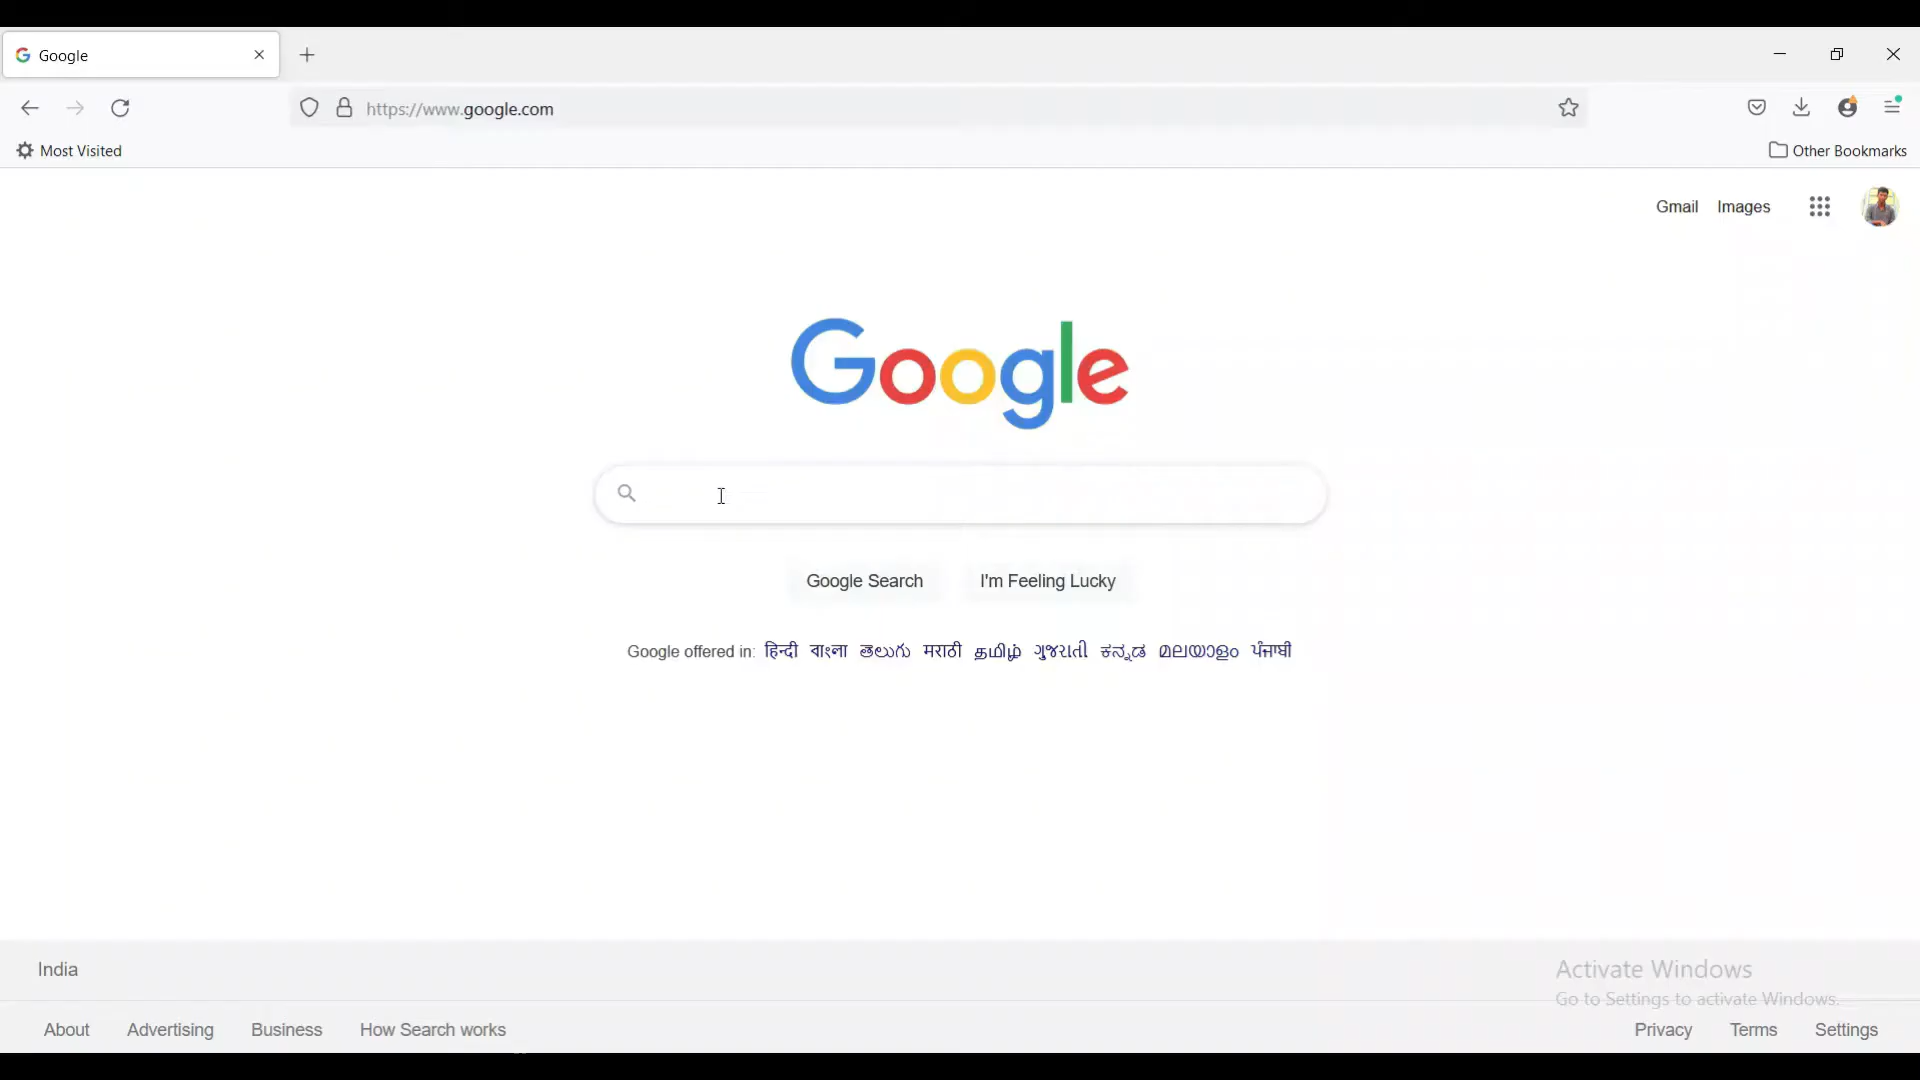 Google
https://www.google.com
Most Visited
Other Bookmarks
Gmail Images
Google
Google Search I'm Feeling Lucky
Google offered in: हिन्दी বাংলা తెలుగు मराठी தமிழ் ગુજરાતી ಕನ್ನಡ മലയാളം ਪੰਜਾਬੀ
India
Activate Windows
Go to Settings to activate Windows.
About Advertising Business How Search works Privacy Terms Settings